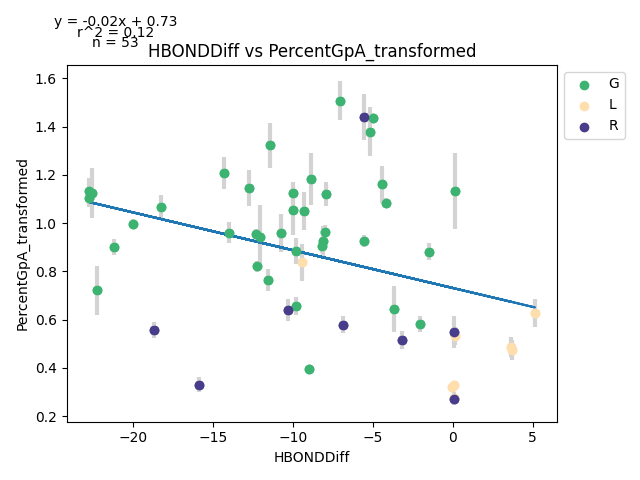 y = -0.02x + 0.73
r^2 = 0.12
n = 53
HBONDDiff vs PercentGpA_transformed
1.6
1.4
1.2
1.0
0.8
0.6
0.4
0.2
PercentGpA_transformed
-20
-15
-10
-5
0
5
HBONDDiff
G
L
R